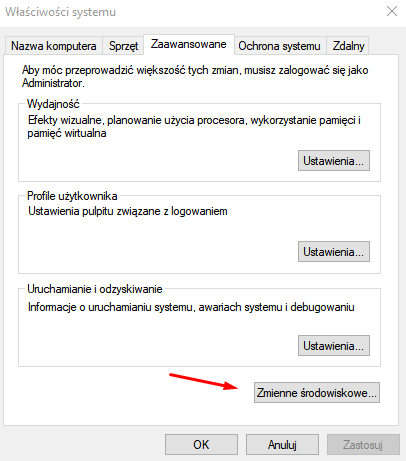 Właściwości systemu
Nazwa komputera Sprzęt Zaawansowane Ochrona systemu Zdalny
Aby móc przeprowadzić większość tych zmian, musisz zalogować się jako
Administrator.
Wydajność
Efekty wizualne, planowanie użycia procesora, wykorzystanie pamięci i
pamięć wirtualna
Ustawienia...
Profile użytkownika
Ustawienia pulpitu związane z logowaniem
Ustawienia...
Uruchamianie i odzyskiwanie
Informacje o uruchamianiu systemu, awariach systemu i debugowaniu
Ustawienia...
Zmienne środowiskowe...
OK Anuluj Zastosuj